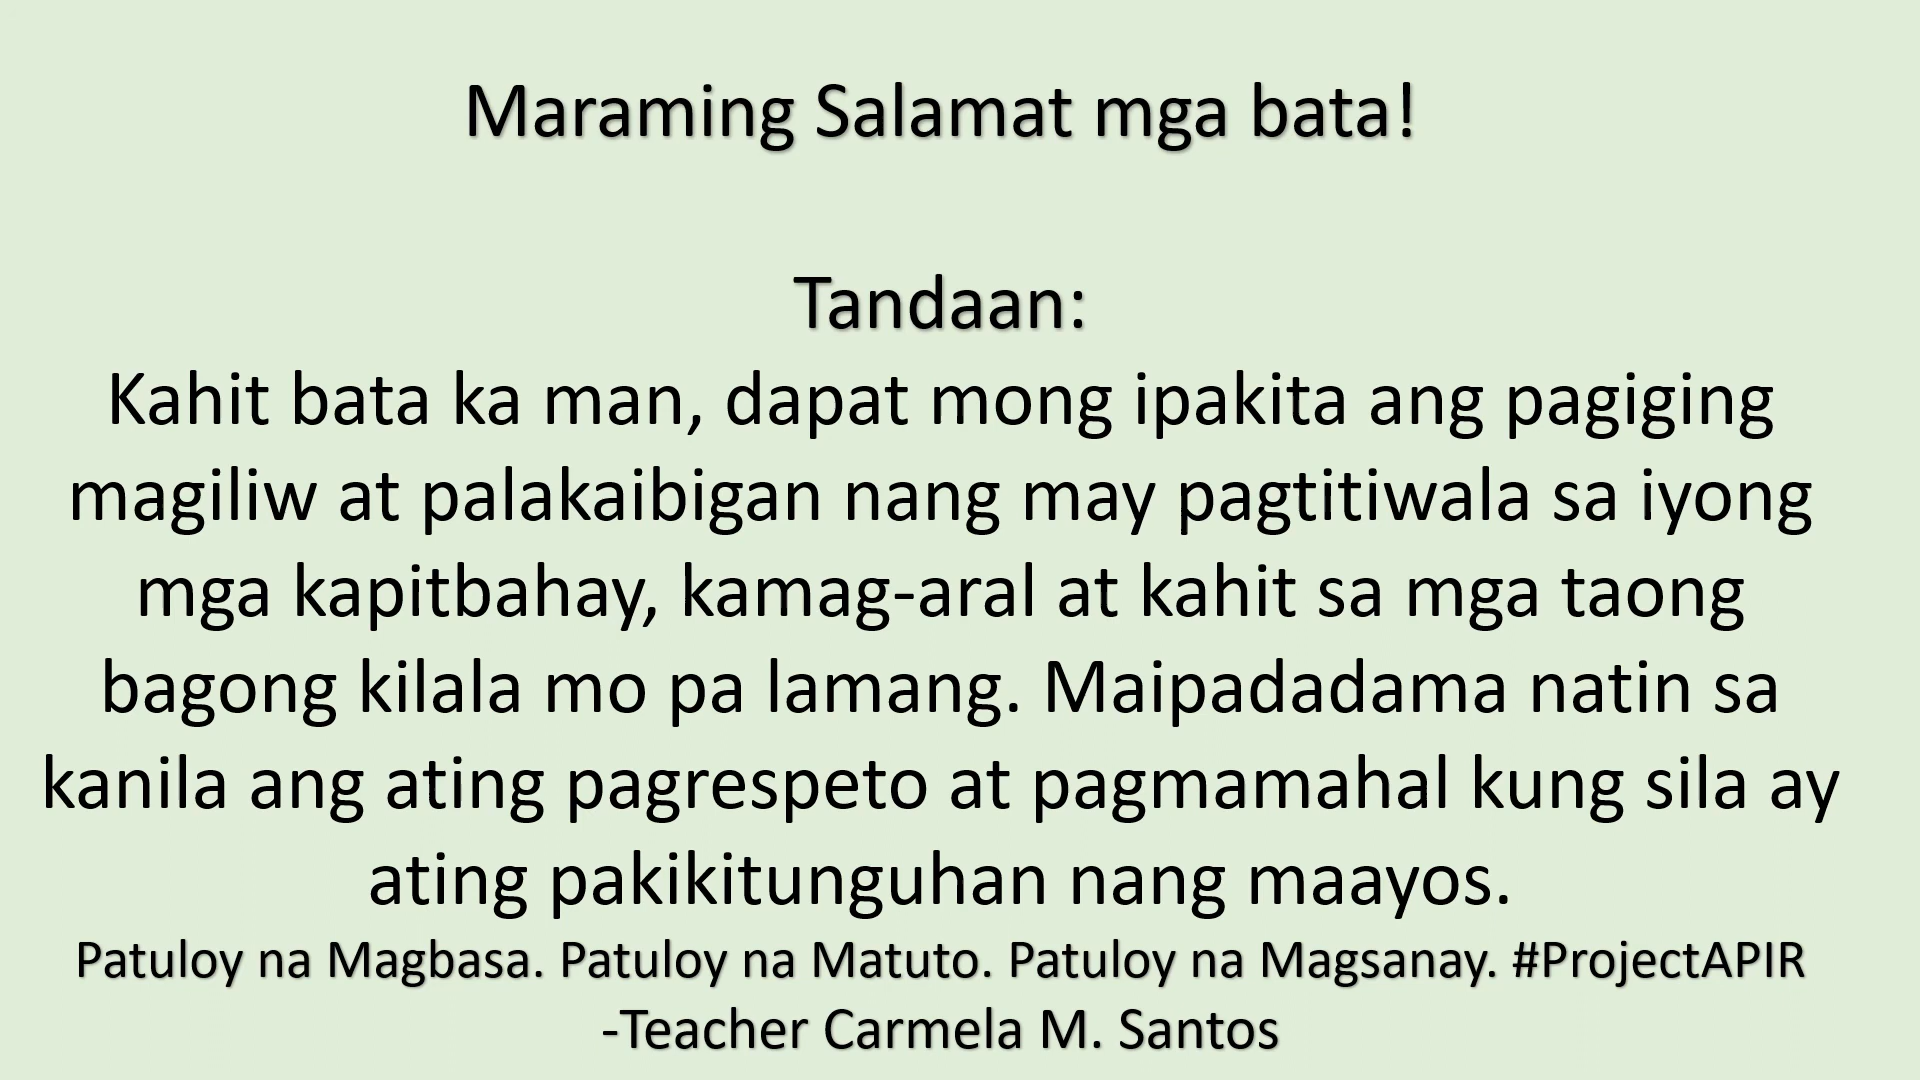 Maraming Salamat mga bata!
Tandaan:
Kahit bata ka man, dapat mong ipakita ang pagiging
magiliw at palakaibigan nang may pagtitiwala sa iyong
mga kapitbahay, kamag-aral at kahit sa mga taong
bagong kilala mo pa lamang. Maipadadama natin sa
kanila ang ating pagrespeto at pagmamahal kung sila ay
ating pakikitunguhan nang maayos.
Patuloy na Magbasa. Patuloy na Matuto. Patuloy na Magsanay. #ProjectAPIR
-Teacher Carmela M. Santos